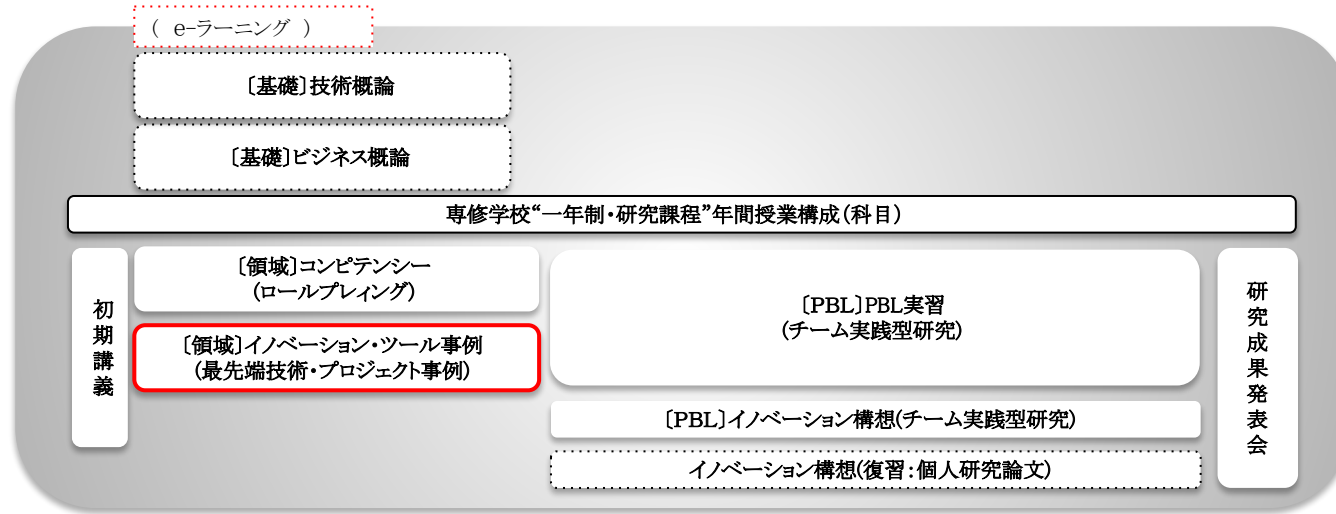 ( e-ラーニング )
〔基礎〕技術概論
〔基礎〕ビジネス概論
専修学校“一年制・研究課程”年間授業構成(科目)
初期講義
〔領域〕コンピテンシー
(ロールプレィング)
〔領域〕イノベーション・ツール事例
(最先端技術・プロジェクト事例)
〔PBL〕PBL実習
(チーム実践型研究)
〔PBL〕イノベーション構想(チーム実践型研究)
イノベーション構想(復習:個人研究論文)
研究成果発表会